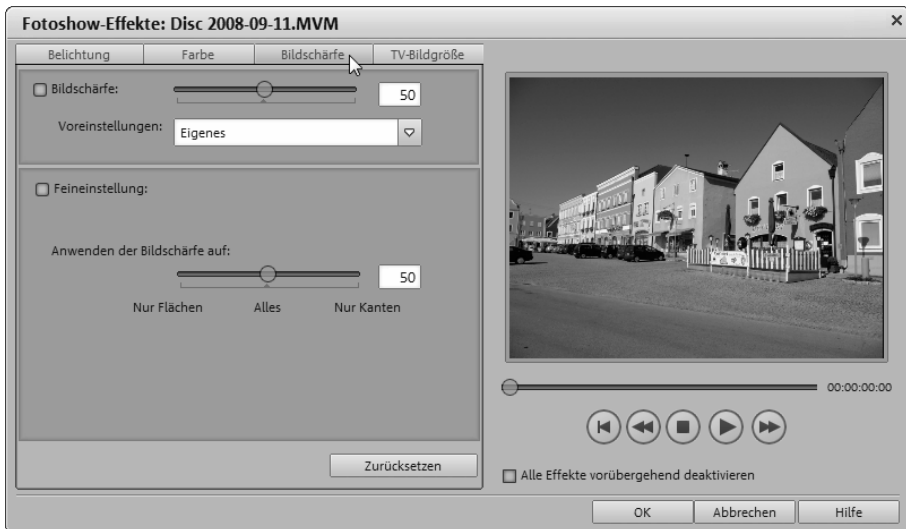 Fotoshow-Effekte: Disc 2008-09-11.MVM
Belichtung Farbe Bildschärfe TV-Bildgröße
Bildschärfe: 50
Voreinstellungen: Eigenes
Feineinstellung:
Anwenden der Bildschärfe auf:
50
Nur Flächen Alles Nur Kanten
Zurücksetzen
00:00:00:00
Alle Effekte vorübergehend deaktivieren
OK Abbrechen Hilfe